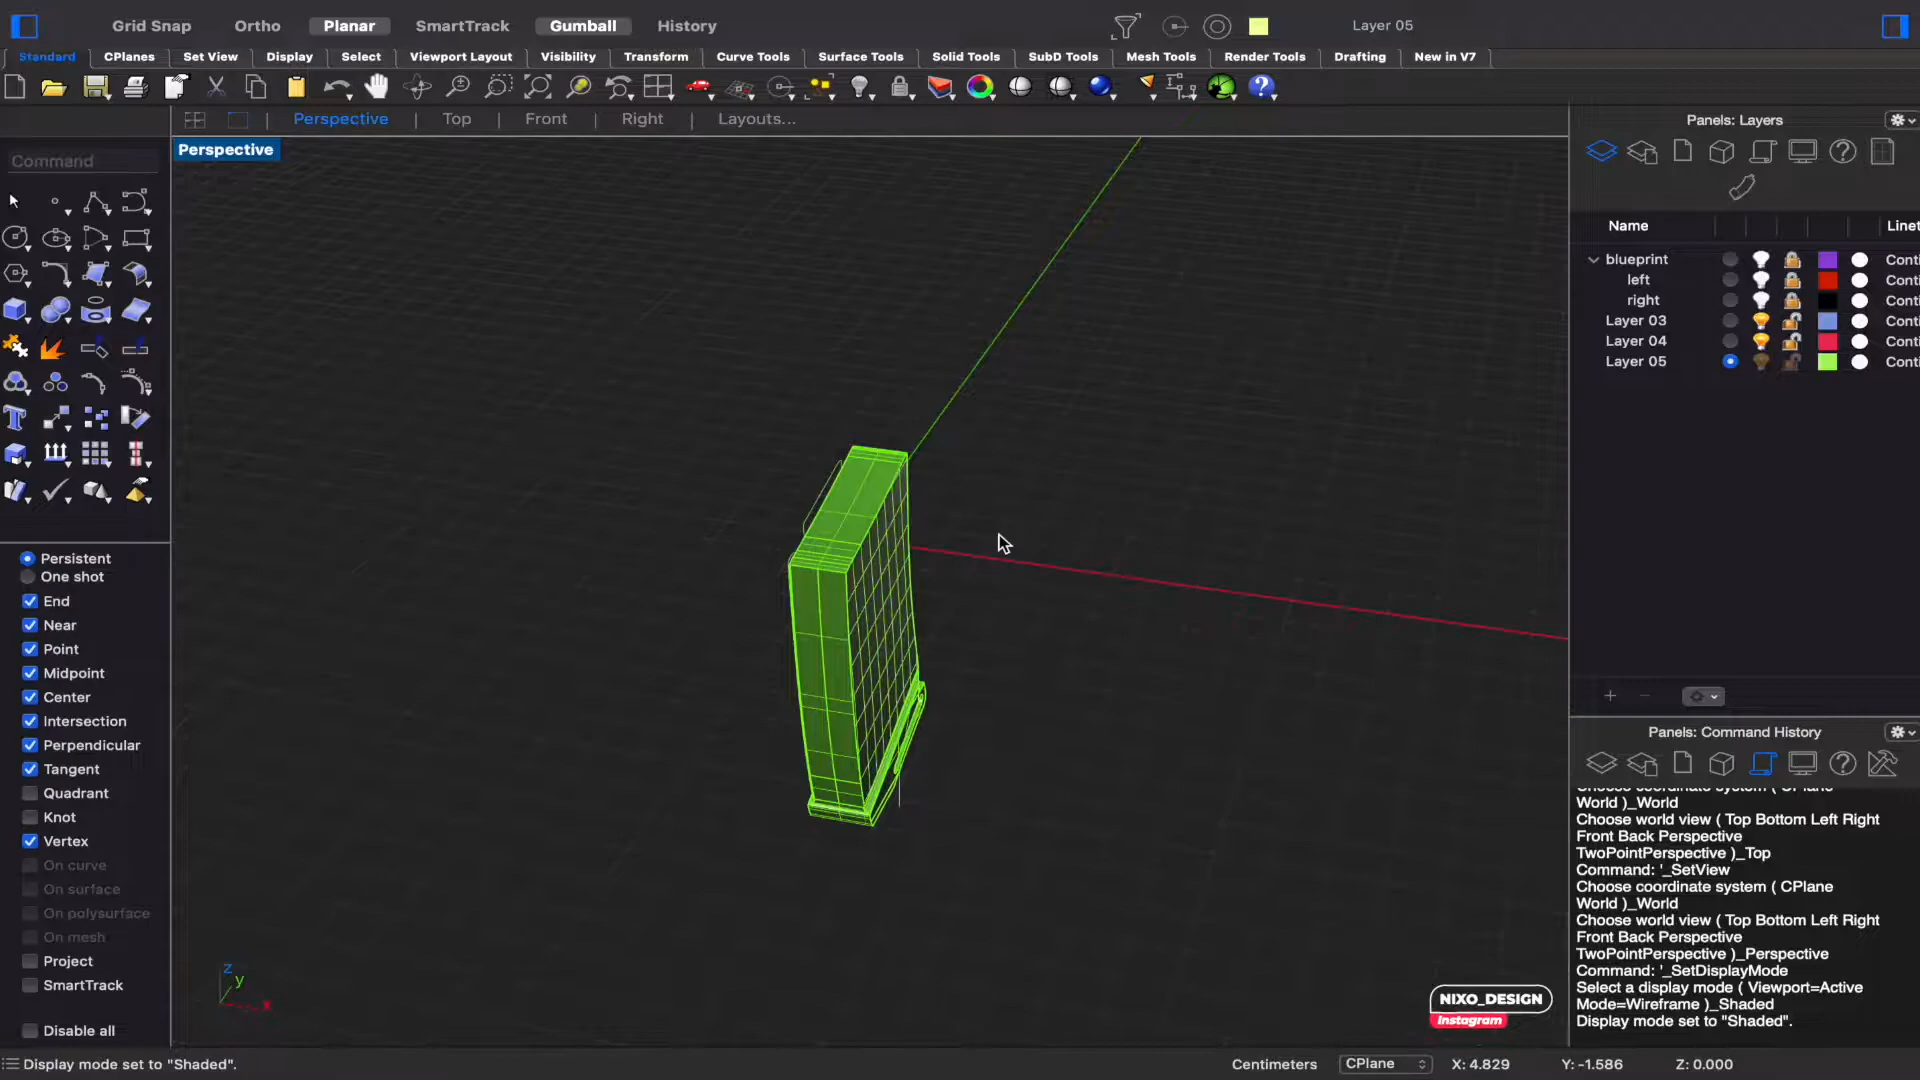 Grid Snap
Ortho
Planar
SmartTrack
Gumball
History
Layer 05
Standard
CPlanes
Set View
Display
Select
Viewport Layout
Visibility
Transform
Curve Tools
Surface Tools
Solid Tools
SubD Tools
Mesh Tools
Render Tools
Drafting
New in V7
Perspective
Top
Front
Right
Layouts...
Perspective
Command
Persistent
One shot
End
Near
Point
Midpoint
Center
Intersection
Perpendicular
Tangent
Quadrant
Knot
Vertex
On curve
On surface
On polysurface
On mesh
Project
SmartTrack
Disable all
z
y
x
NIXO_DESIGN
Instagram
Panels: Layers
Name
Linet
blueprint
Conti
left
Conti
right
Conti
Layer 03
Conti
Layer 04
Conti
Layer 05
Conti
Panels: Command History
Choose coordinate system ( CPlane
World )_World
Choose world view ( Top Bottom Left Right
Front Back Perspective
TwoPointPerspective )_Top
Command: '_SetView
Choose coordinate system ( CPlane
World )_World
Choose world view ( Top Bottom Left Right
Front Back Perspective
TwoPointPerspective )_Perspective
Command: '_SetDisplayMode
Select a display mode ( Viewport=Active
Mode=Wireframe )_Shaded
Display mode set to "Shaded".
Display mode set to "Shaded".
Centimeters
CPlane
X: 4.829
Y: -1.586
Z: 0.000